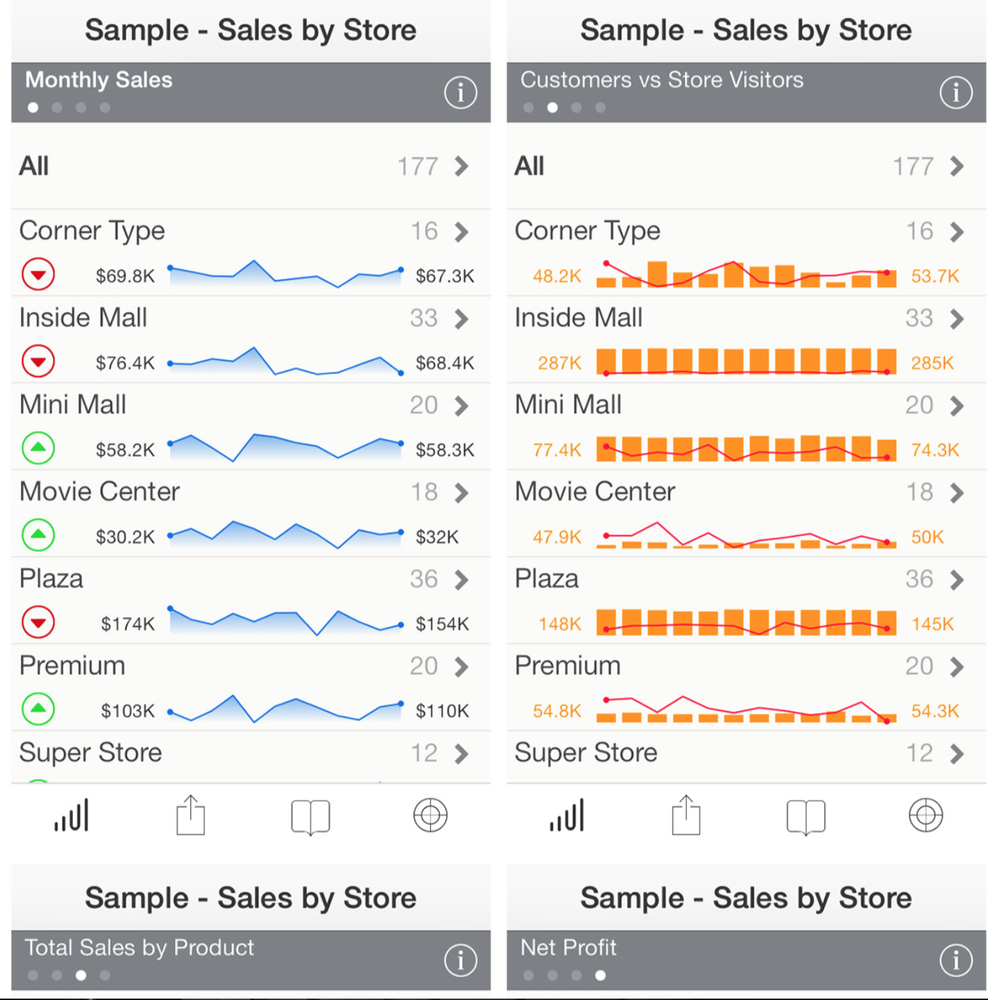 Sample - Sales by Store
Monthly Sales
All 177
Corner Type 16
$69.8K $67.3K
Inside Mall 33
$76.4K $68.4K
Mini Mall 20
$58.2K $58.3K
Movie Center 18
$30.2K $32K
Plaza 36
$174K $154K
Premium 20
$103K $110K
Super Store 12
Sample - Sales by Store
Customers vs Store Visitors
All 177
Corner Type 16
48.2K 53.7K
Inside Mall 33
287K 285K
Mini Mall 20
77.4K 74.3K
Movie Center 18
47.9K 50K
Plaza 36
148K 145K
Premium 20
54.8K 54.3K
Super Store 12
Sample - Sales by Store
Total Sales by Product
Sample - Sales by Store
Net Profit